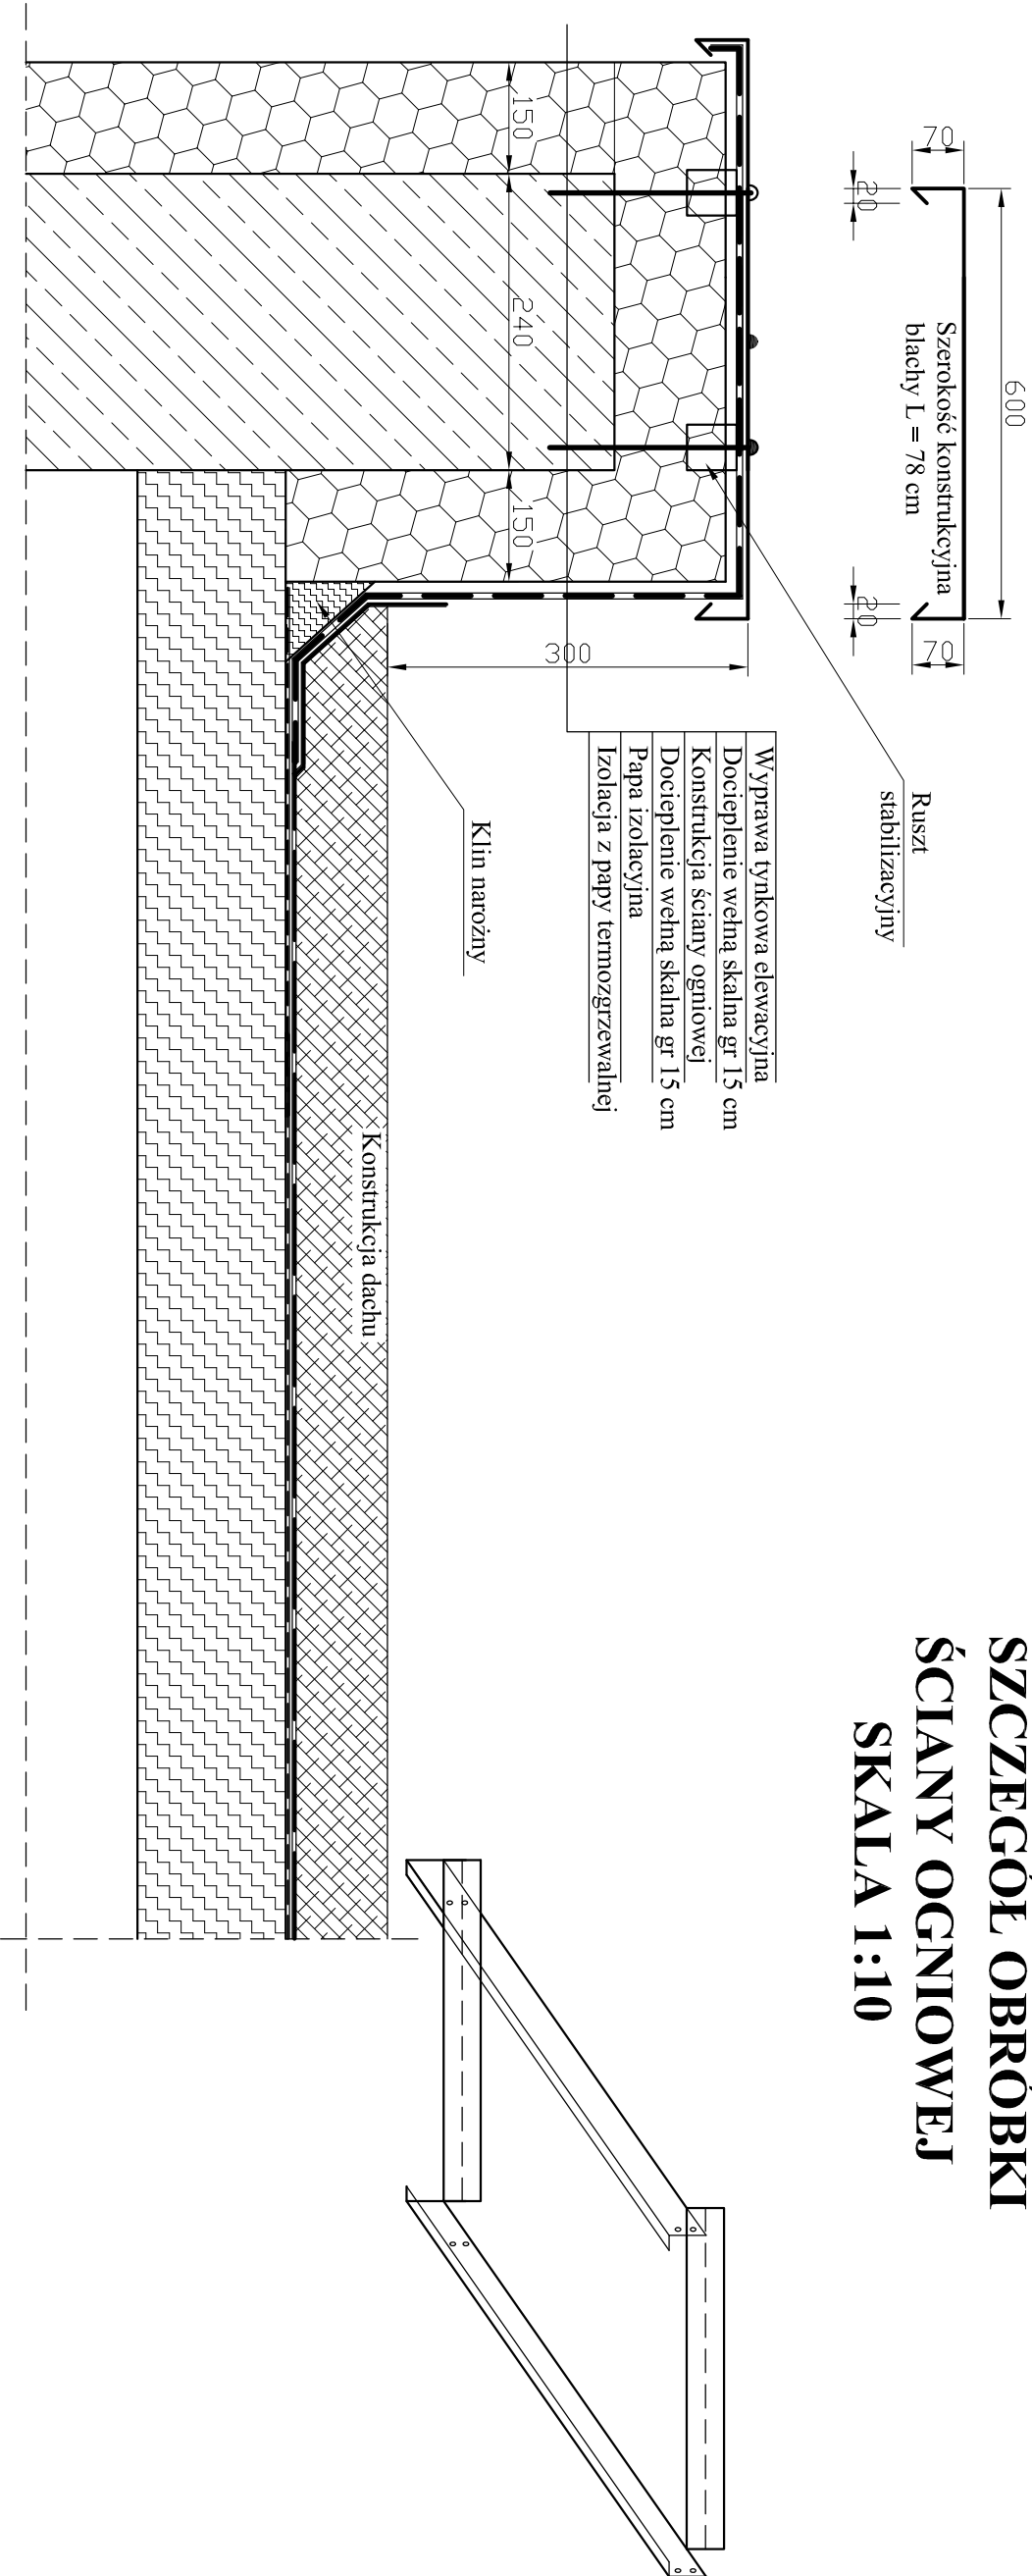 SZCZEGÓŁ OBRÓBKI
ŚCIANY OGNIOWEJ
SKALA 1:10
600
70
20
Szerokość konstrukcyjna
blachy L = 78 cm
20
70
Ruszt
stabilizacyjny
Wyprawa tynkowa elewacyjna
Docieplenie wełną skalna gr 15 cm
Konstrukcja ściany ogniowej
Docieplenie wełną skalna gr 15 cm
Papa izolacyjna
Izolacja z papy termozgrzewalnej
300
150
240
150
Klin narożny
Konstrukcja dachu